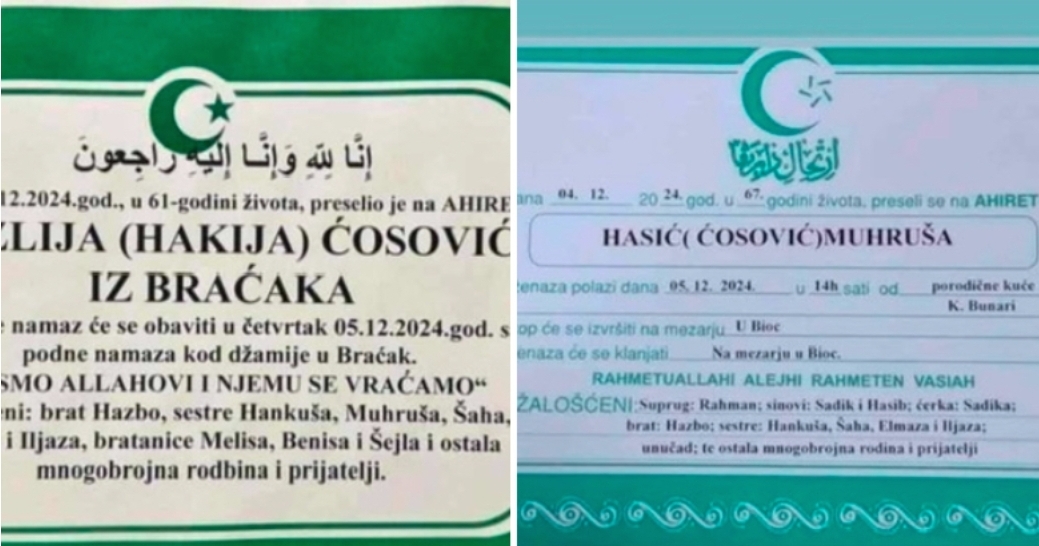 إِنَّا لِلَّهِ وَإِنَّا إِلَيْهِ رَاجِعونَ
12.2024.god., u 61-godini života, preselio je na AHIRE
LIJA (HAKIJA) ĆOSOVIĆ
IZ BRAĆAKA
namaz će se obaviti u četvrtak 05.12.2024.god. s
podne namaza kod džamije u Braćak.
SMO ALLAHOVI I NJEMU SE VRAĆAMO“
ni: brat Hazbo, sestre Hankuša, Muhruša, Šaha,
i Iljaza, bratanice Melisa, Benisa i Šejla i ostala
mnogobrojna rodbina i prijatelji.
ana 04. 12. 20 24. god. u 67. godini života, preseli se na AHIRET
HASIĆ( ĆOSOVIĆ)MUHRUŠA
enaza polazi dana 05. 12. 2024. u 14h sati od porodične kuće
K. Bunari
op će se izvršiti na mezarju U Bioc
enaza će se klanjati Na mezarju u Bioc.
RAHMETUALLAHI ALEJHI RAHMETEN VASIAH
ŽALOŠĆENI: Suprug: Rahman; sinovi: Sadik i Hasib; ćerka: Sadika;
brat: Hazbo; sestre: Hankuša, Šaha, Elmaza i Iljaza;
unučad; te ostala mnogobrojna rodina i prijatelji